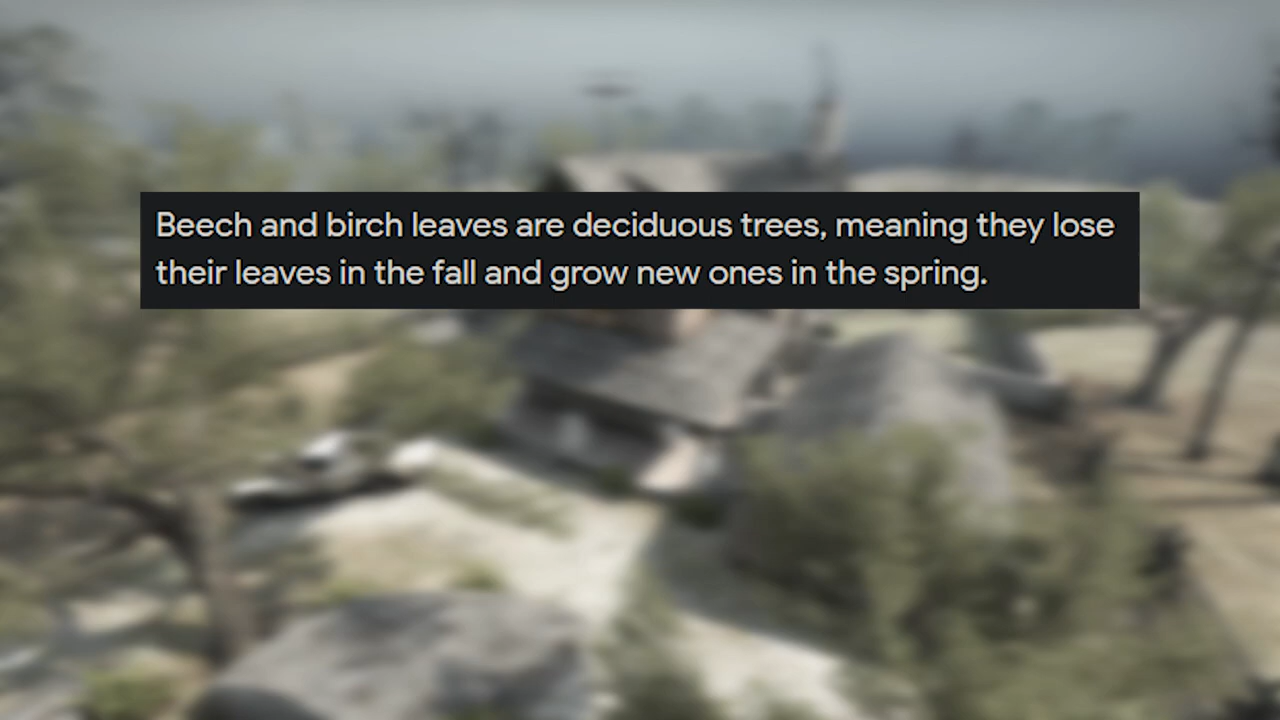 Beech and birch leaves are deciduous trees, meaning they lose
their leaves in the fall and grow new ones in the spring.